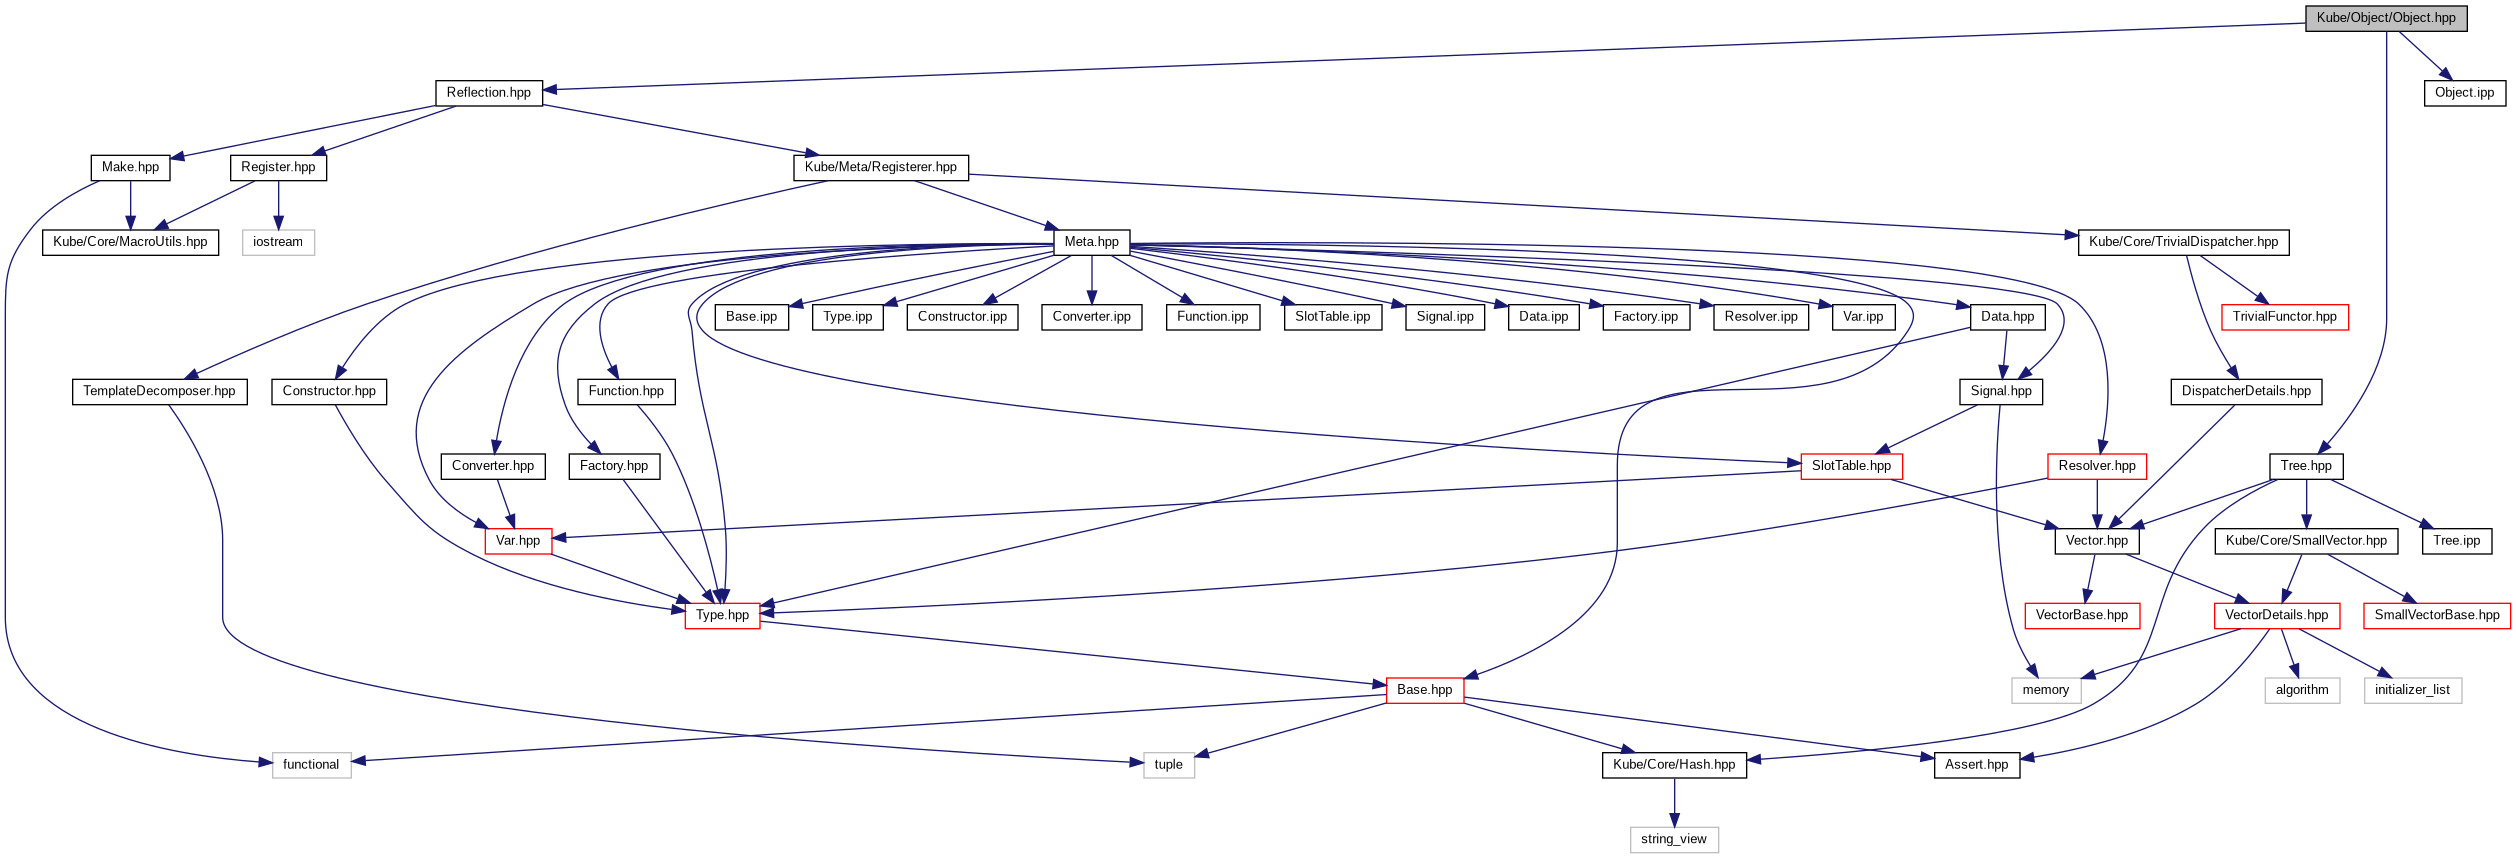 Kube/Object/Object.hpp
Reflection.hpp
Object.ipp
Make.hpp
Register.hpp
Kube/Meta/Registerer.hpp
Kube/Core/MacroUtils.hpp
iostream
Meta.hpp
Kube/Core/TrivialDispatcher.hpp
Base.ipp
Type.ipp
Constructor.ipp
Converter.ipp
Function.ipp
SlotTable.ipp
Signal.ipp
Data.ipp
Factory.ipp
Resolver.ipp
Var.ipp
Data.hpp
TrivialFunctor.hpp
TemplateDecomposer.hpp
Constructor.hpp
Function.hpp
Signal.hpp
DispatcherDetails.hpp
Converter.hpp
Factory.hpp
SlotTable.hpp
Resolver.hpp
Tree.hpp
Var.hpp
Vector.hpp
Kube/Core/SmallVector.hpp
Tree.ipp
Type.hpp
VectorBase.hpp
VectorDetails.hpp
SmallVectorBase.hpp
Base.hpp
memory
algorithm
initializer_list
functional
tuple
Kube/Core/Hash.hpp
Assert.hpp
string_view